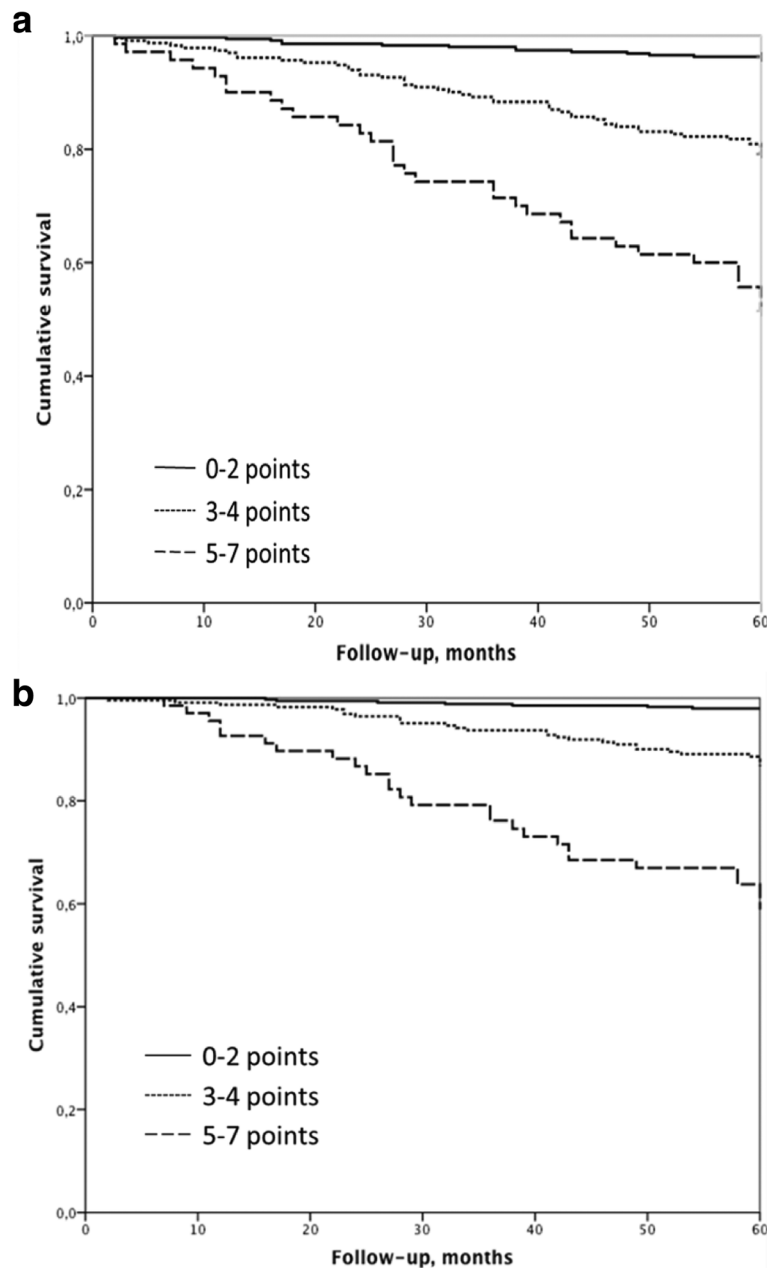 a
1,0
0,8
0,6
0,4
0,2
0,0
Cumulative survival
0-2 points
3-4 points
5-7 points
0 10 20 30 40 50 60
Follow-up, months
b
1,0
0,8
0,6
0,4
0,2
0,0
Cumulative survival
0-2 points
3-4 points
5-7 points
0 10 20 30 40 50 60
Follow-up, months